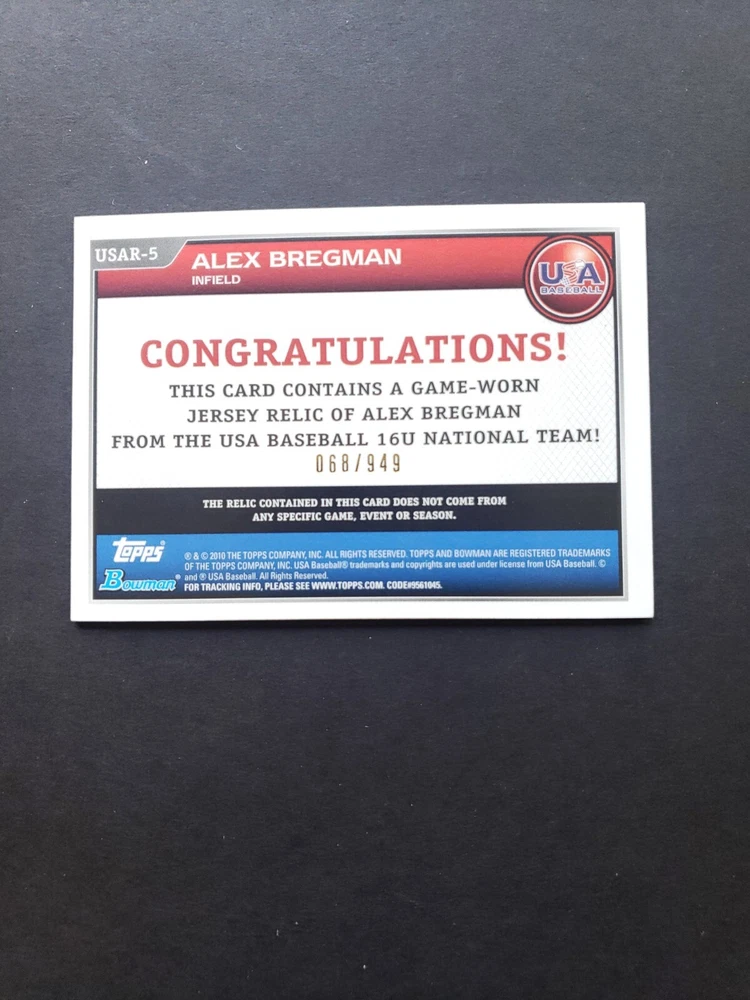 USAR-5
ALEX BREGMAN
INFIELD
USA
BASEBALL
CONGRATULATIONS!
THIS CARD CONTAINS A GAME-WORN
JERSEY RELIC OF ALEX BREGMAN
FROM THE USA BASEBALL 16U NATIONAL TEAM!
068/949
THE RELIC CONTAINED IN THIS CARD DOES NOT COME FROM
ANY SPECIFIC GAME, EVENT OR SEASON.
Topps®
Bowman®
® & © 2010 THE TOPPS COMPANY, INC. ALL RIGHTS RESERVED. TOPPS AND BOWMAN ARE REGISTERED TRADEMARKS
OF THE TOPPS COMPANY, INC. USA Baseball® trademarks and copyrights are used under license from USA Baseball. ©
and ® USA Baseball. All Rights Reserved.
FOR TRACKING INFO, PLEASE SEE WWW.TOPPS.COM. CODE#9561045.